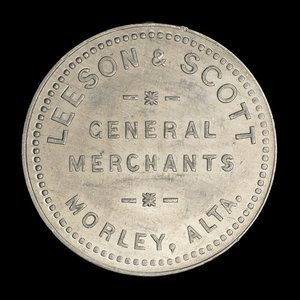 LEESON & SCOTT
GENERAL
MERCHANTS
MORLEY, ALTA.